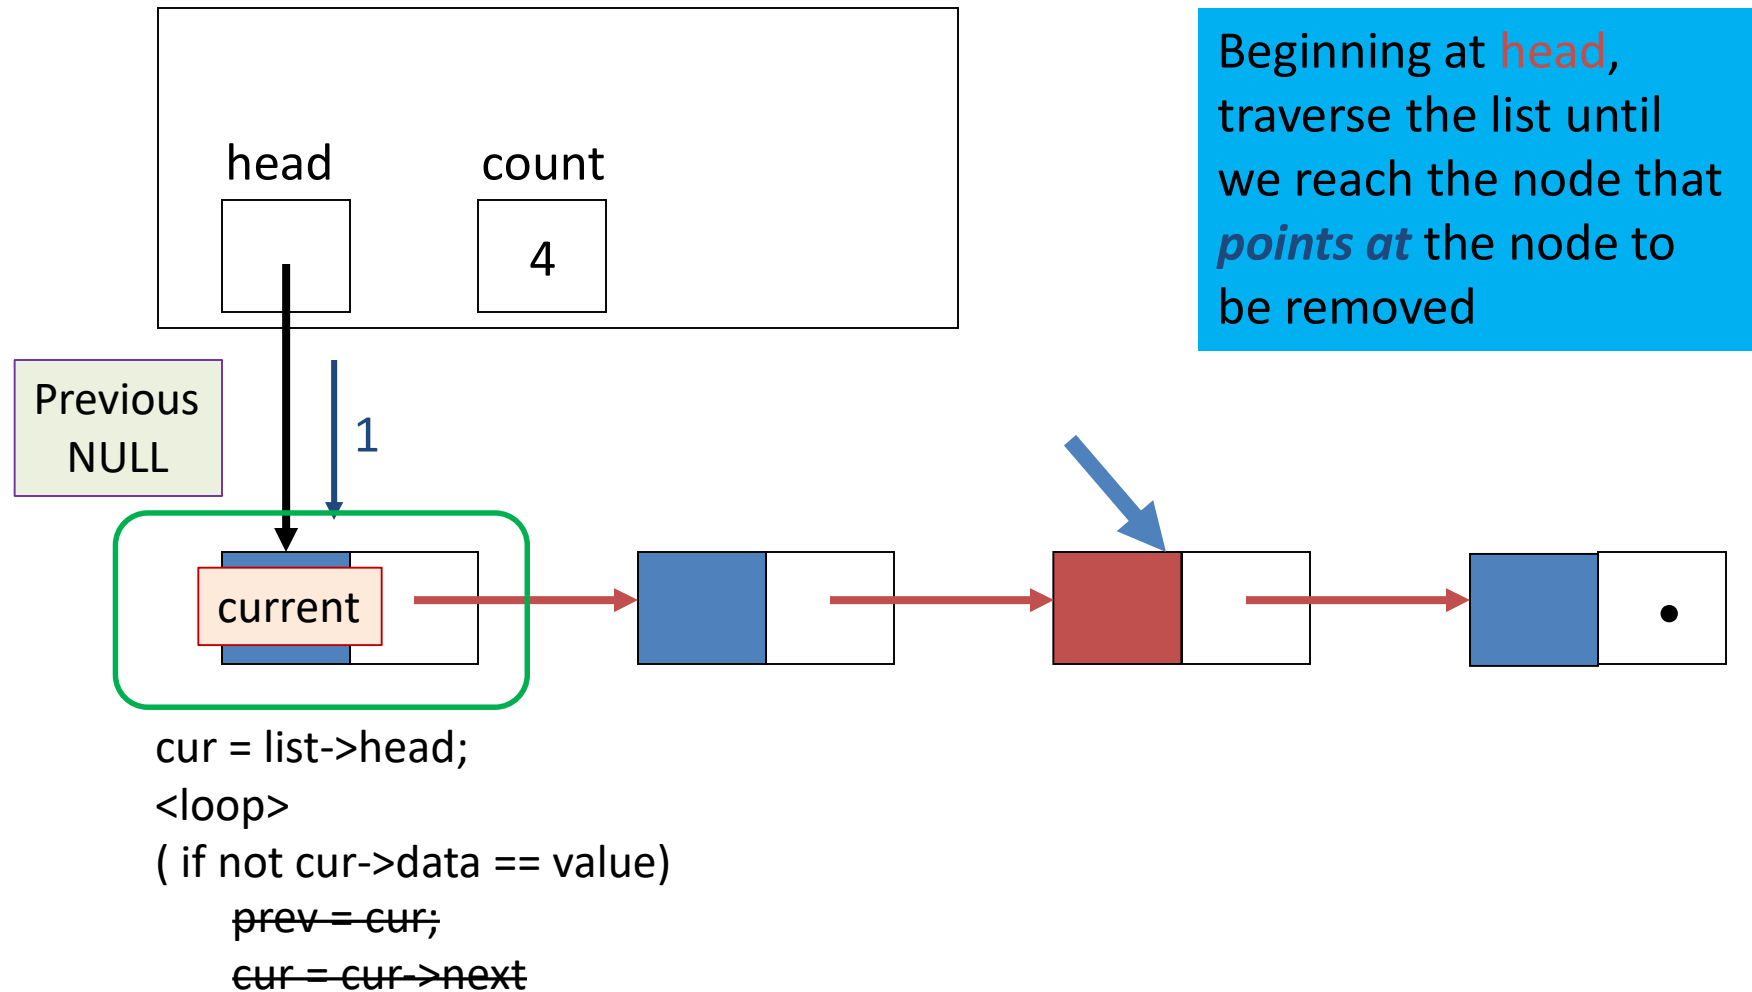 head
count
4
Beginning at head,
traverse the list until
we reach the node that
points at the node to
be removed
Previous
NULL
1
current
cur = list->head;
<loop>
( if not cur->data == value)
prev = cur;
cur = cur->next